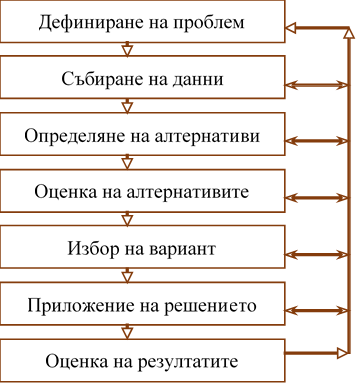 Дефиниране на проблем
Събиране на данни
Определяне на алтернативи
Оценка на алтернативите
Избор на вариант
Приложение на решението
Оценка на резултатите